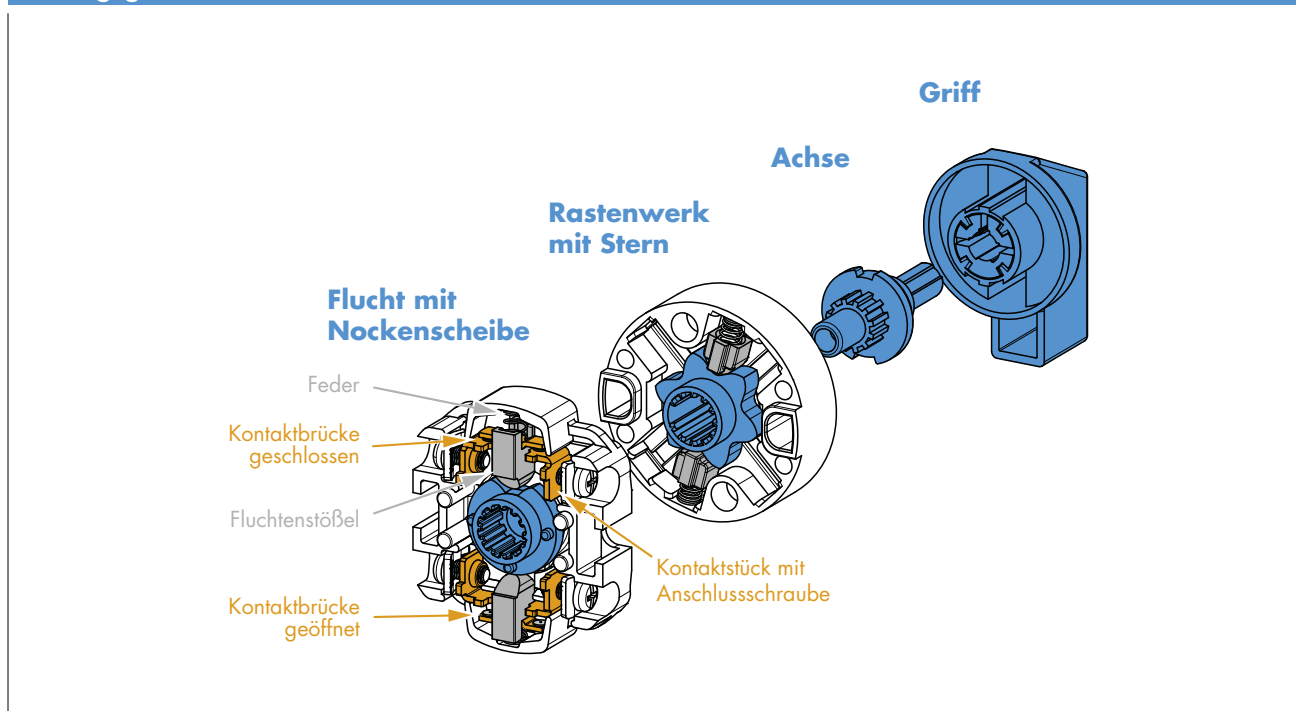 Griff
Achse
Rastenwerk
mit Stern
Flucht mit
Nockenscheibe
Feder
Kontaktbrücke
geschlossen
Fluchtenstößel
Kontaktstück mit
Anschlussschraube
Kontaktbrücke
geöffnet